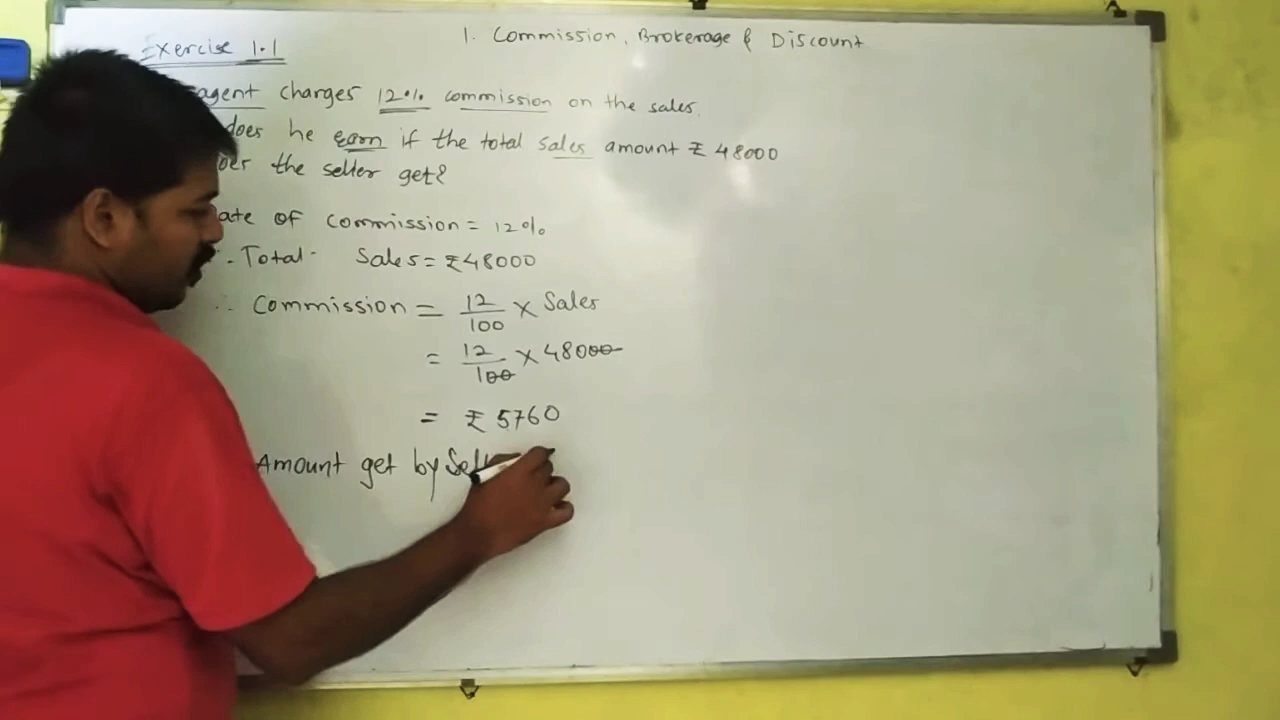 1. Commission, Brokerage & Discount
Exercise 1.1
agent charges 12% commission on the sales.
does he earn if the total sales amount ₹ 48000
the seller get?
ate of commission = 12%
∴ Total Sales = ₹48000
∴ Commission = 12/100 × Sales
= 12/100 × 48000
= ₹ 5760
Amount get by